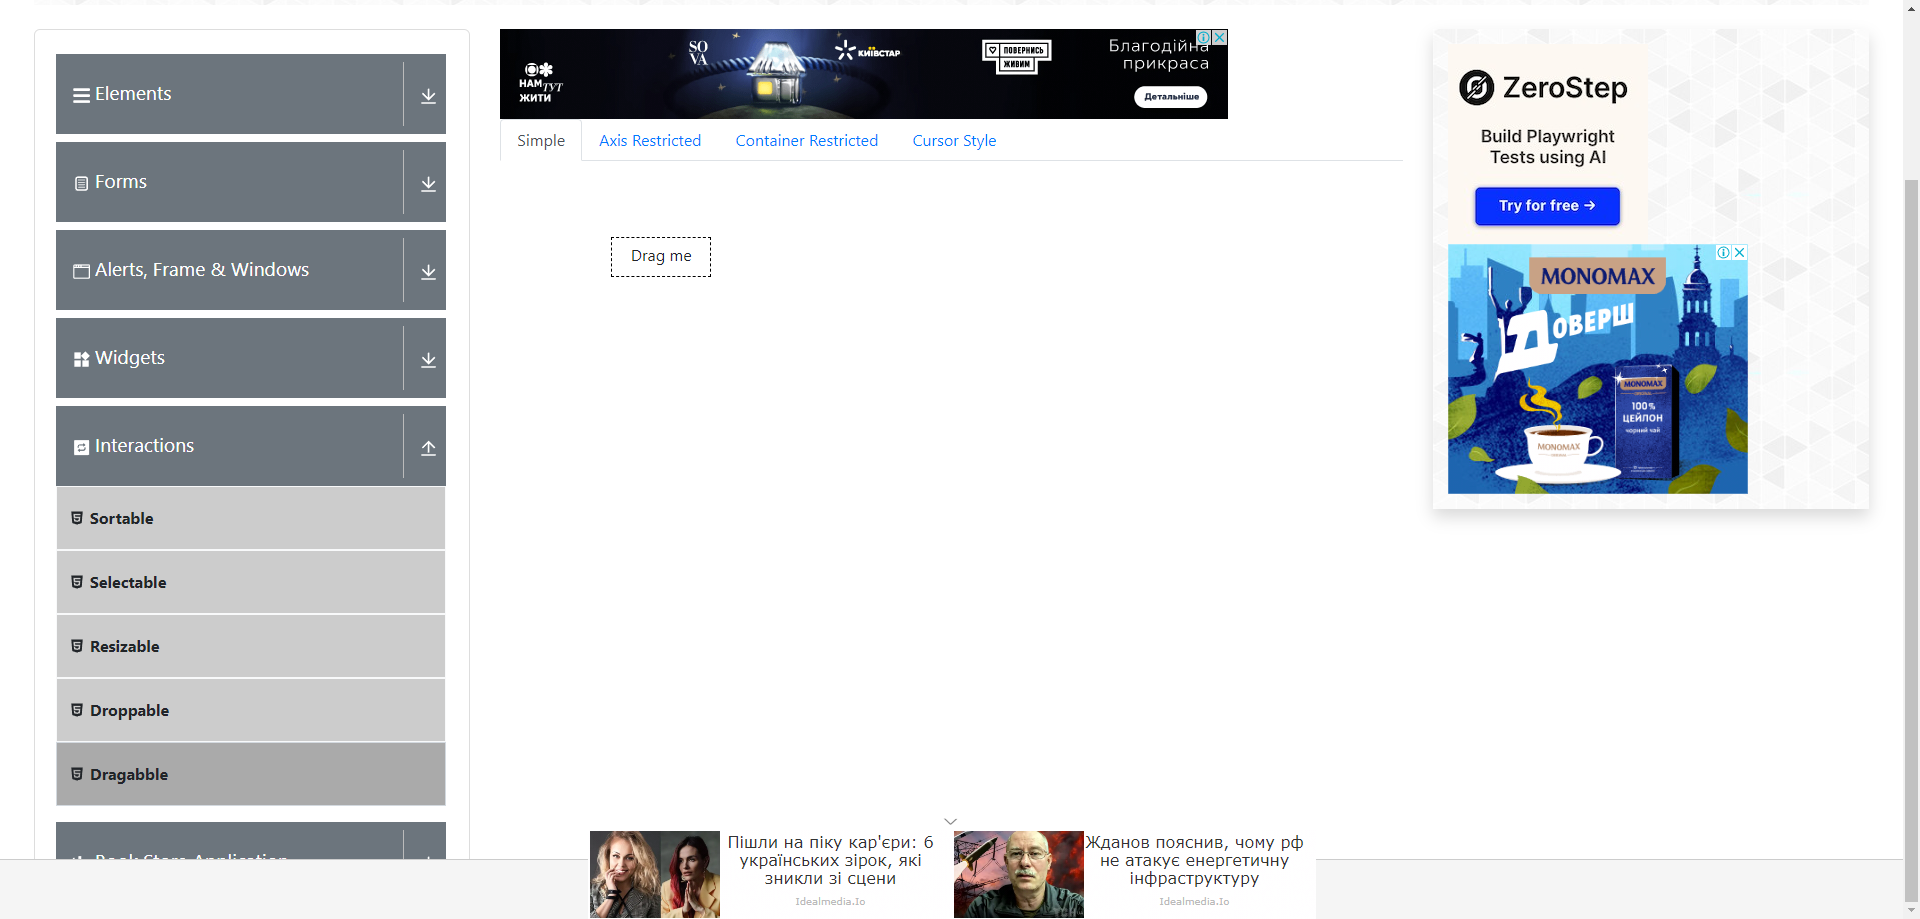 Elements
Forms
Alerts, Frame & Windows
Widgets
Interactions
Sortable
Selectable
Resizable
Droppable
Dragabble
Book Store Application
НАМ ТУТ
ЖИТИ
SO
VA
КИЇВСТАР
ПОВЕРНИСЬ
ЖИВИМ
Благодійна
прикраса
Детальніше
Simple
Axis Restricted
Container Restricted
Cursor Style
Drag me
ZeroStep
Build Playwright
Tests using AI
Try for free →
MONOMAX
ДОВЕРШ
MONOMAX
100%
ЦЕЙЛОН
чорний чай
MONOMAX
Пішли на піку кар'єри: 6
українських зірок, які
зникли зі сцени
Idealmedia.Io
Жданов пояснив, чому рф
не атакує енергетичну
інфраструктуру
Idealmedia.Io